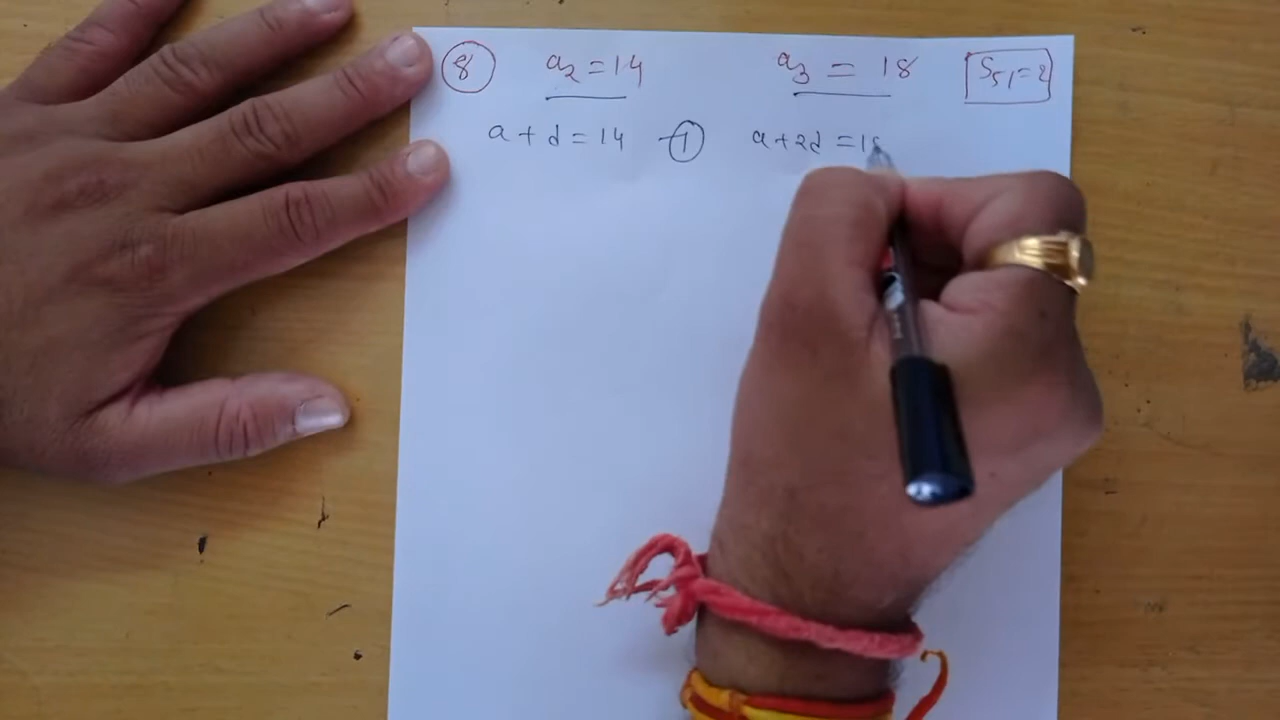 8 a₂ = 14 a₃ = 18 S₅₁ = ?
a + d = 14 - 1 a + 2d = 18